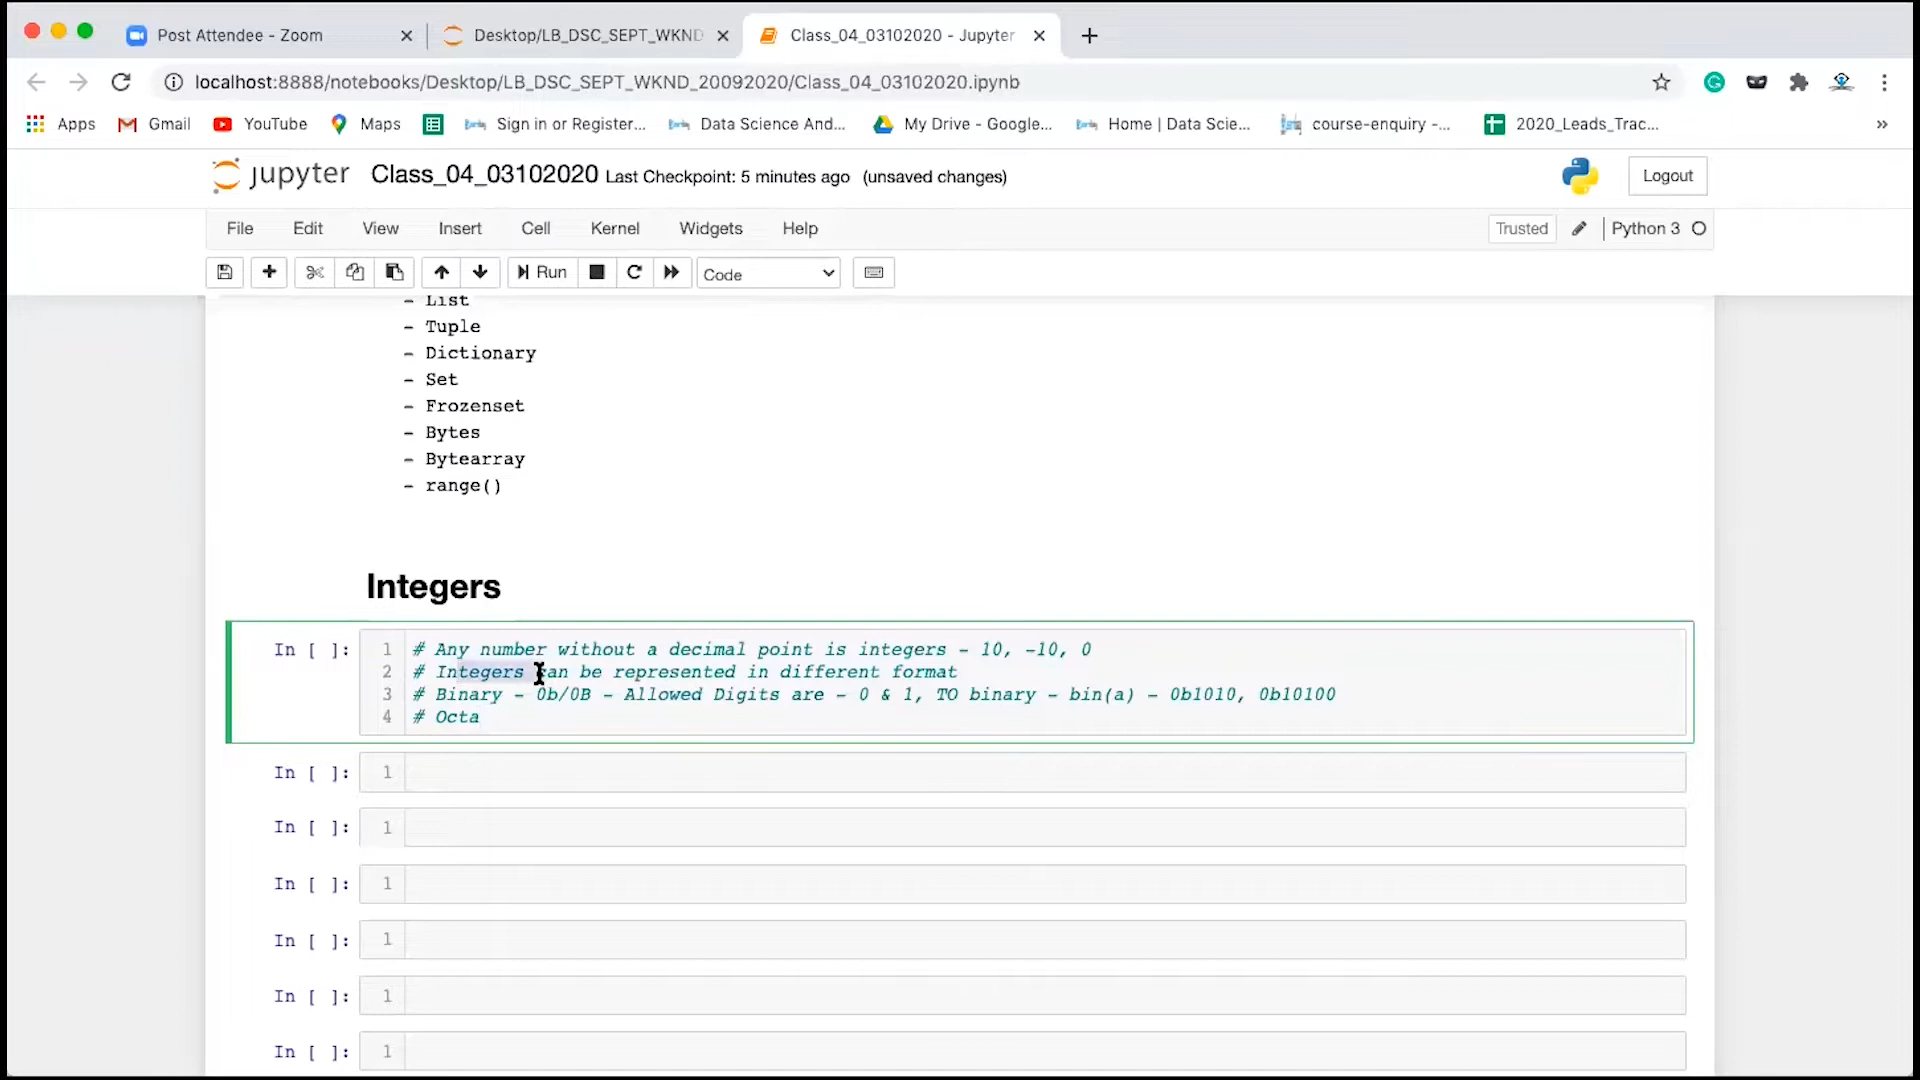 Post Attendee - Zoom
Desktop/LB_DSC_SEPT_WKND
Class_04_03102020 - Jupyter
localhost:8888/notebooks/Desktop/LB_DSC_SEPT_WKND_20092020/Class_04_03102020.ipynb
Apps Gmail YouTube Maps Sign in or Register... Data Science And... My Drive - Google... Home | Data Scie... course-enquiry -... 2020_Leads_Trac... »
jupyter Class_04_03102020 Last Checkpoint: 5 minutes ago (unsaved changes) Logout
File Edit View Insert Cell Kernel Widgets Help Trusted Python 3
Run Code
- List
- Tuple
- Dictionary
- Set
- Frozenset
- Bytes
- Bytearray
- range()
Integers
In [ ]: 1 # Any number without a decimal point is integers - 10, -10, 0
2 # Integers can be represented in different format
3 # Binary - 0b/0B - Allowed Digits are - 0 & 1, TO binary - bin(a) - 0b1010, 0b10100
4 # Octa
In [ ]: 1
In [ ]: 1
In [ ]: 1
In [ ]: 1
In [ ]: 1
In [ ]: 1